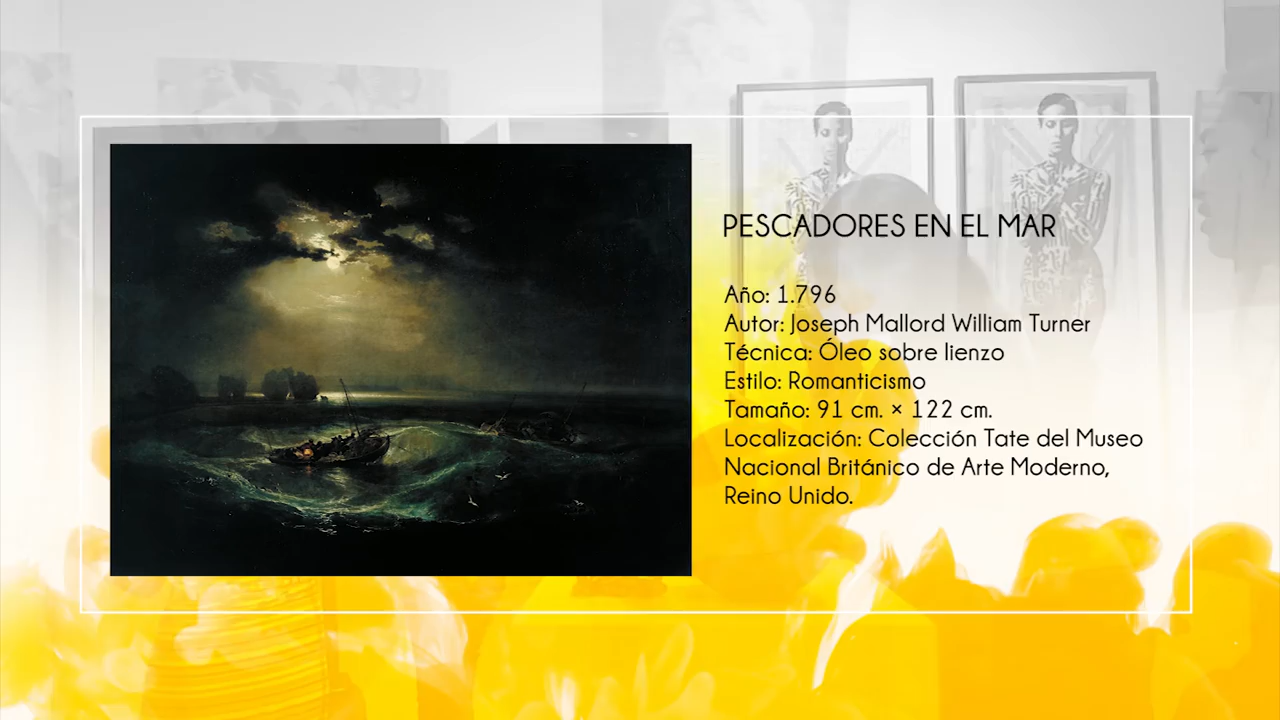 PESCADORES EN EL MAR
Año: 1.796
Autor: Joseph Mallord William Turner
Técnica: Óleo sobre lienzo
Estilo: Romanticismo
Tamaño: 91 cm. × 122 cm.
Localización: Colección Tate del Museo
Nacional Británico de Arte Moderno,
Reino Unido.